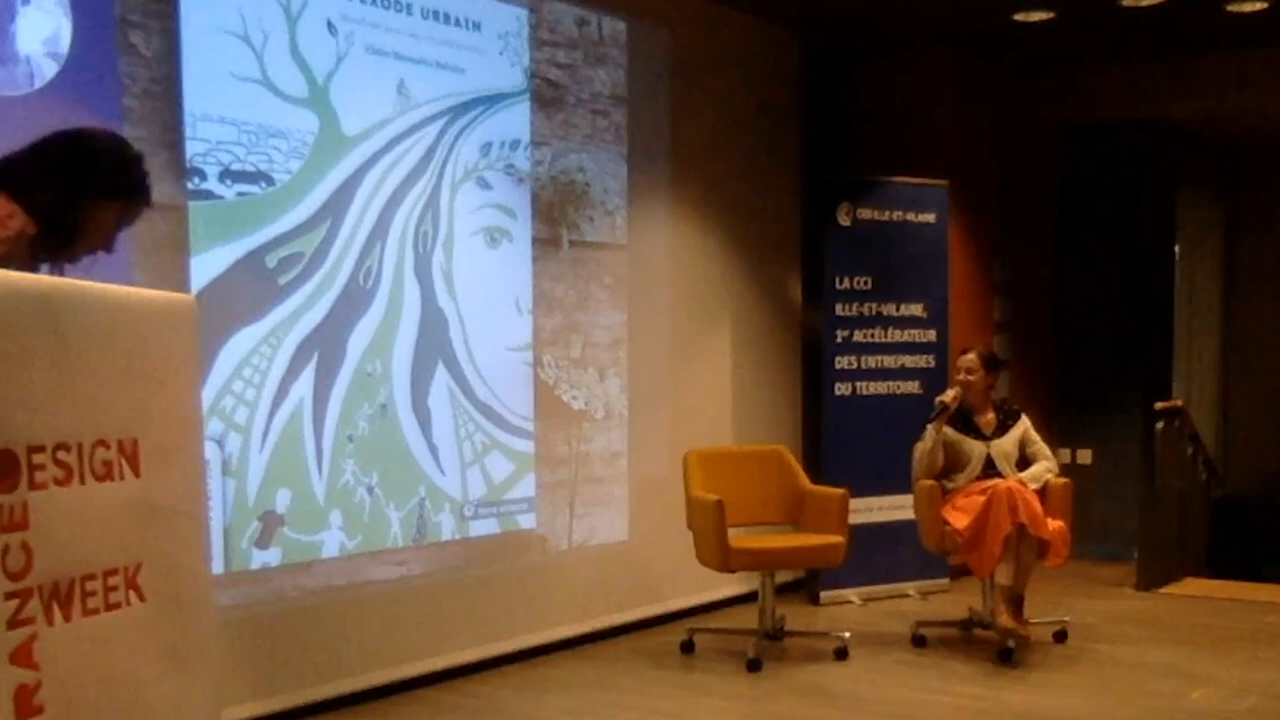 EXODE URBAIN
CCI ILLE-ET-VILAINE
LA CCI
ILLE-ET-VILAINE,
1er ACCÉLÉRATEUR
DES ENTREPRISES
DU TERRITOIRE.
DESIGN
RANCE
WEEK